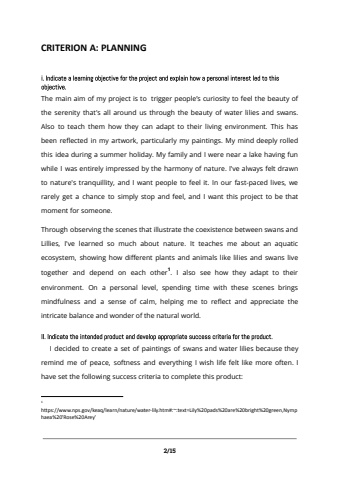 CRITERION A: PLANNING
i. Indicate a learning objective for the project and explain how a personal interest led to this
objective.
The main aim of my project is to trigger people's curiosity to feel the beauty of
the serenity that's all around us through the beauty of water lilies and swans.
Also to teach them how they can adapt to their living environment. This has
been reflected in my artwork, particularly my paintings. My mind deeply rolled
this idea during a summer holiday. My family and I were near a lake having fun
while I was entirely impressed by the harmony of nature. I've always felt drawn
to nature's tranquillity, and I want people to feel it. In our fast-paced lives, we
rarely get a chance to simply stop and feel, and I want this project to be that
moment for someone.
Through observing the scenes that illustrate the coexistence between swans and
Lillies, I've learned so much about nature. It teaches me about an aquatic
ecosystem, showing how different plants and animals like lilies and swans live
together and depend on each other¹. I also see how they adapt to their
environment. On a personal level, spending time with these scenes brings
mindfulness and a sense of calm, helping me to reflect and appreciate the
intricate balance and wonder of the natural world.
II. Indicate the intended product and develop appropriate success criteria for the product.
I decided to create a set of paintings of swans and water lilies because they
remind me of peace, softness and everything I wish life felt like more often. I
have set the following success criteria to complete this product:
https://www.nps.gov/keaq/learn/nature/water-lily.htm#:~:text=Lily%20pads%20are%20bright%20green,Nymp
haea%20'Rose%20Arey'
2/15